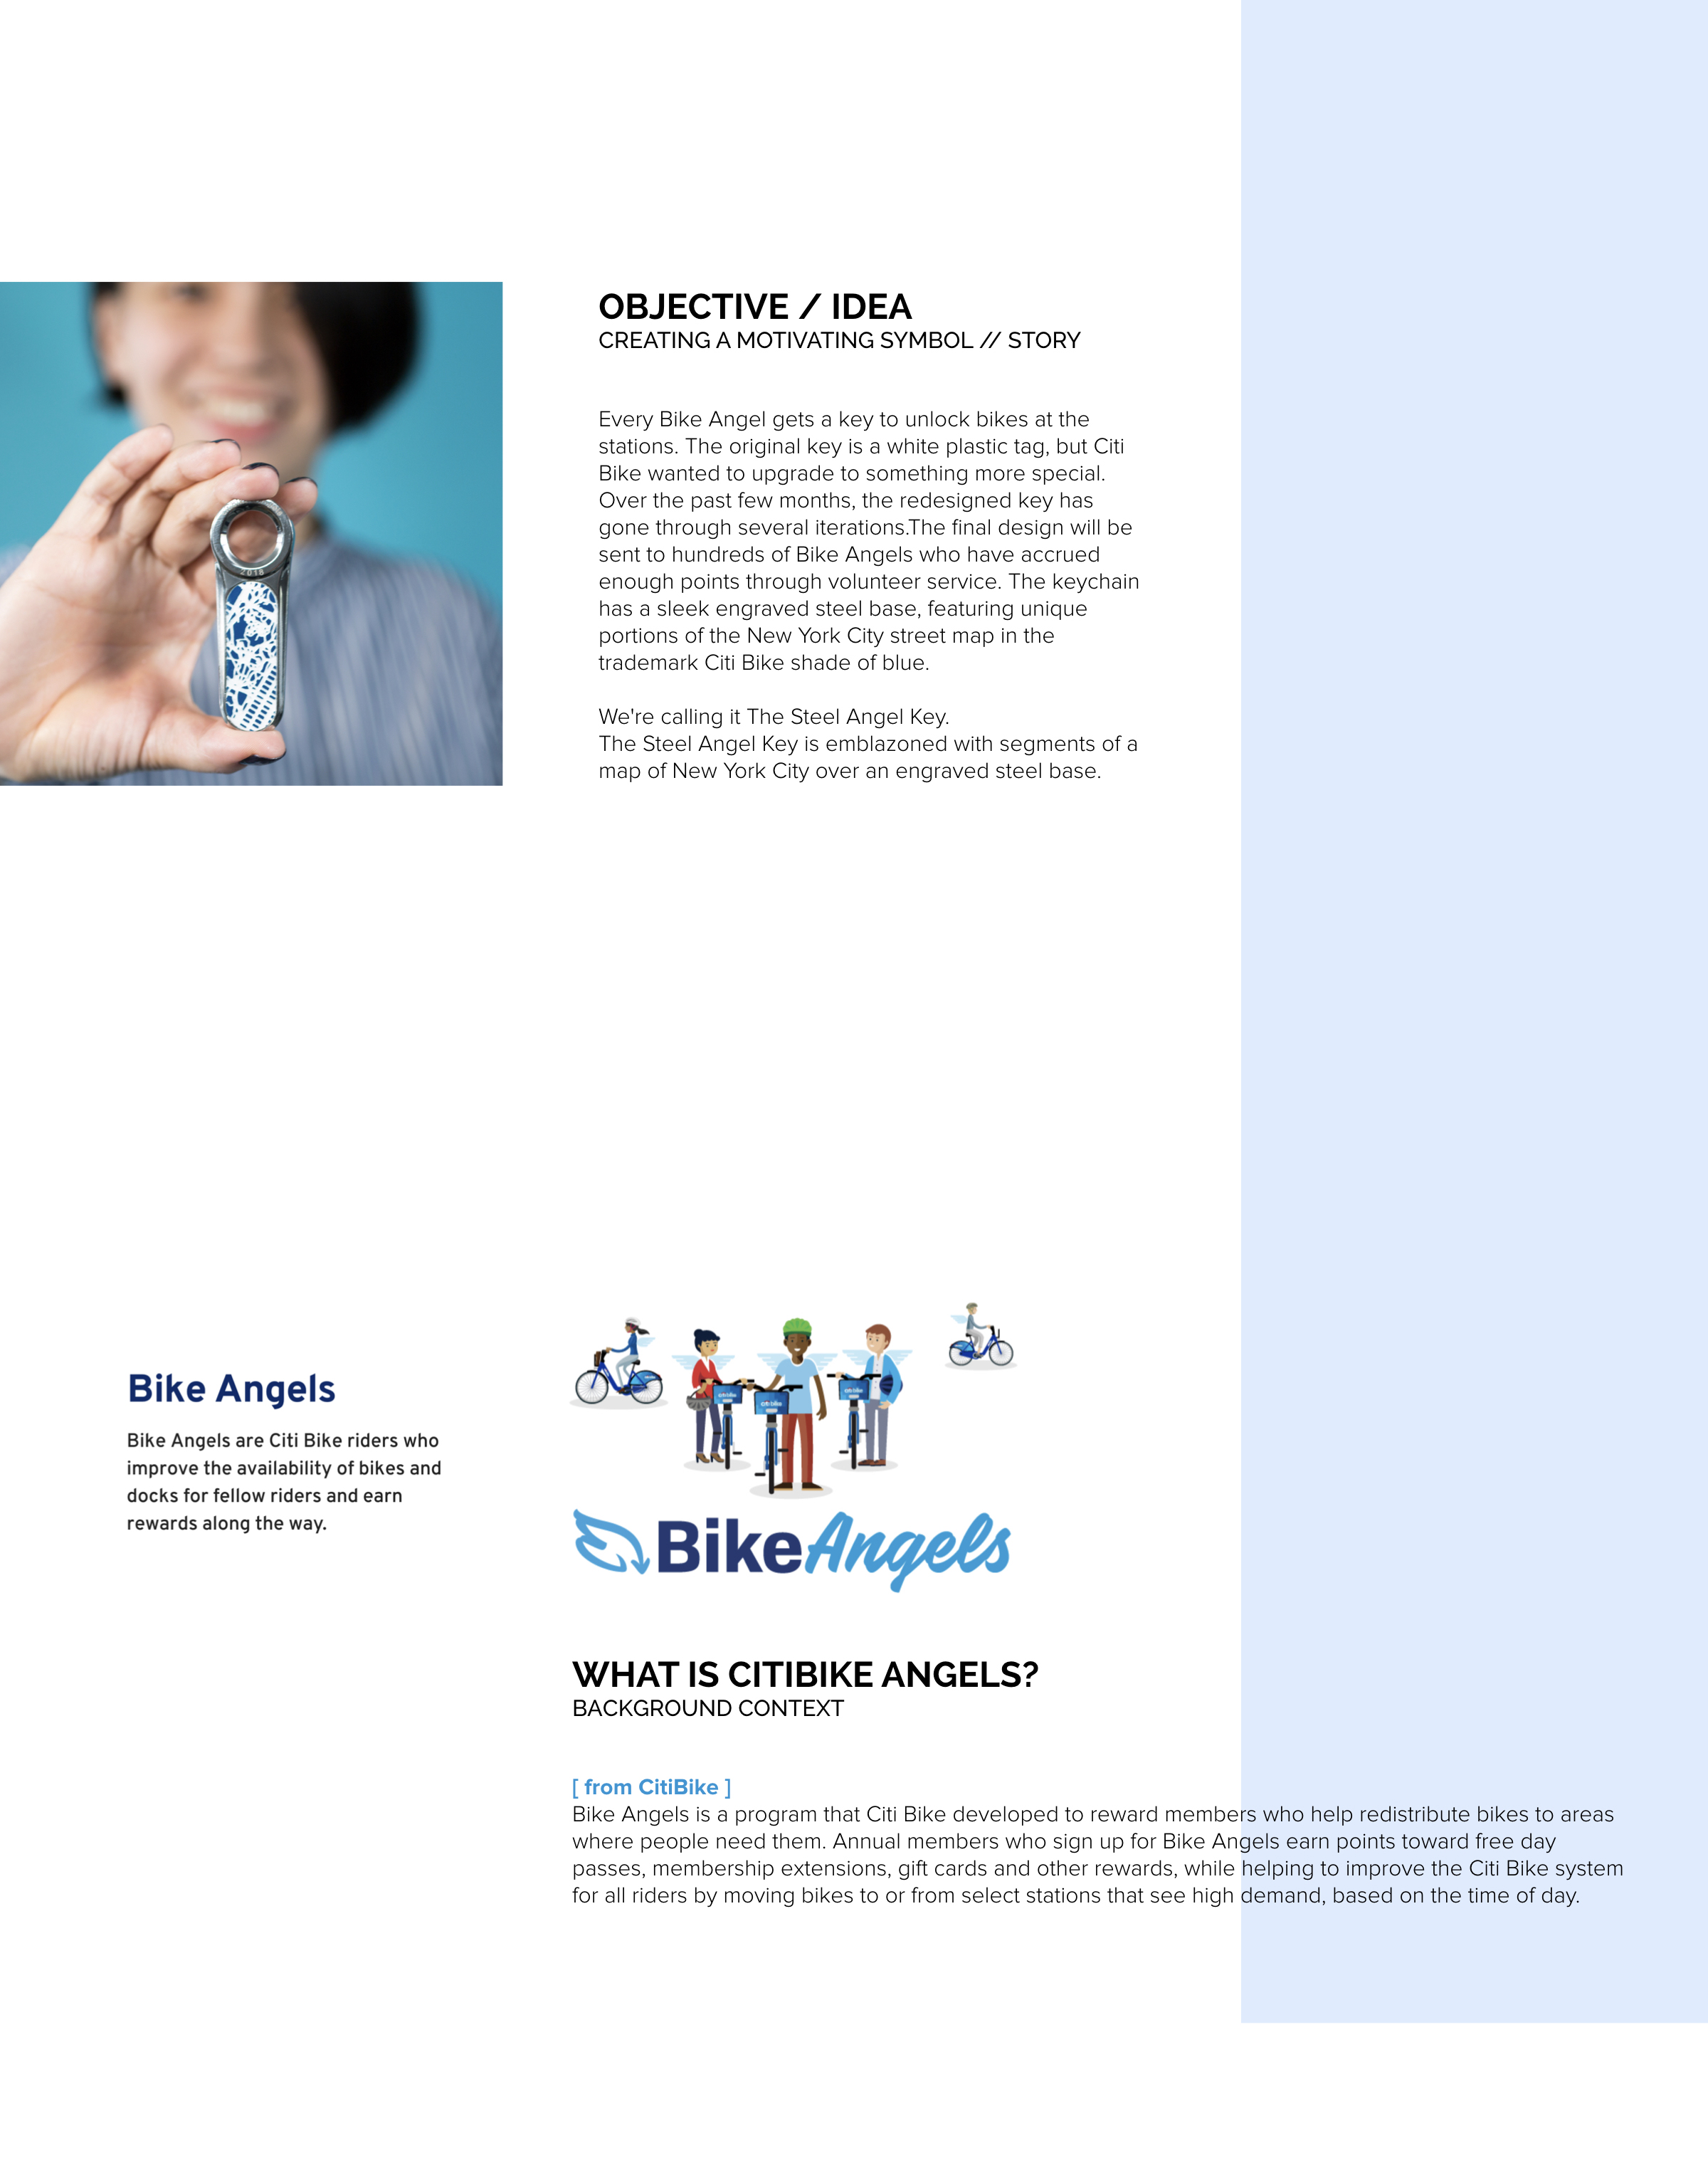 OBJECTIVE / IDEA
CREATING A MOTIVATING SYMBOL // STORY
Every Bike Angel gets a key to unlock bikes at the
stations. The original key is a white plastic tag, but Citi
Bike wanted to upgrade to something more special.
Over the past few months, the redesigned key has
gone through several iterations.The final design will be
sent to hundreds of Bike Angels who have accrued
enough points through volunteer service. The keychain
has a sleek engraved steel base, featuring unique
portions of the New York City street map in the
trademark Citi Bike shade of blue.
We're calling it The Steel Angel Key.
The Steel Angel Key is emblazoned with segments of a
map of New York City over an engraved steel base.
2018
Bike Angels
Bike Angels are Citi Bike riders who
improve the availability of bikes and
docks for fellow riders and earn
rewards along the way.
citi bike
citi bike
citi bike
BikeAngels
WHAT IS CITIBIKE ANGELS?
BACKGROUND CONTEXT
[ from CitiBike ]
Bike Angels is a program that Citi Bike developed to reward members who help redistribute bikes to areas
where people need them. Annual members who sign up for Bike Angels earn points toward free day
passes, membership extensions, gift cards and other rewards, while helping to improve the Citi Bike system
for all riders by moving bikes to or from select stations that see high demand, based on the time of day.